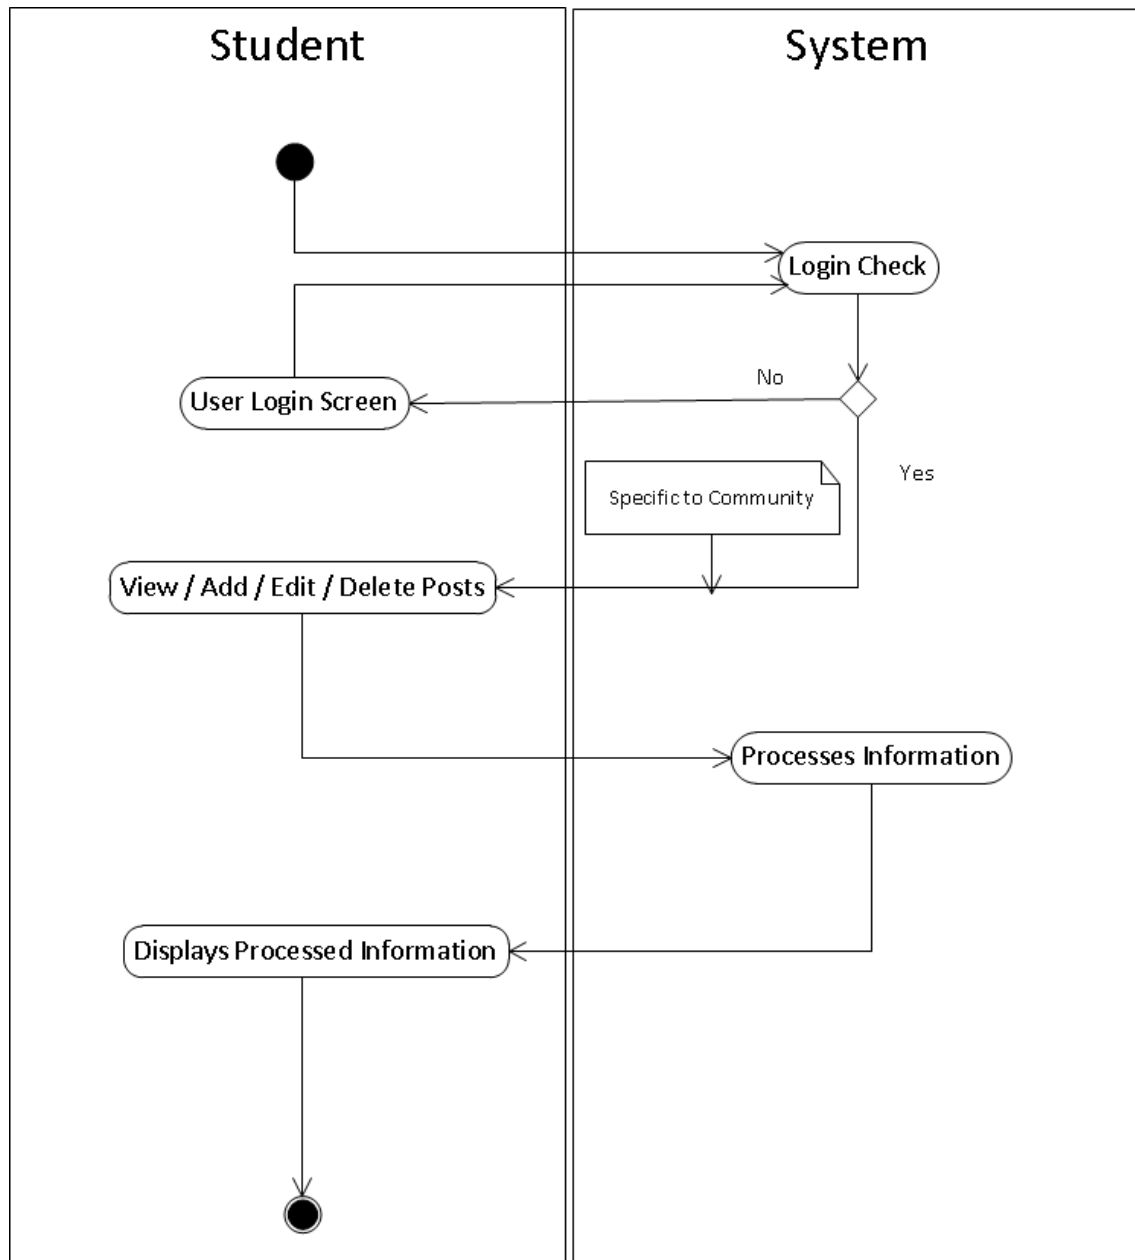 Student
System
Login Check
No
User Login Screen
Yes
Specific to Community
View / Add / Edit / Delete Posts
Processes Information
Displays Processed Information